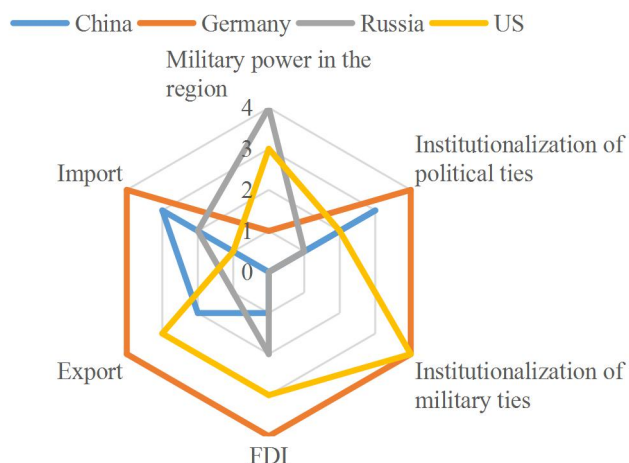 China Germany Russia US
Military power in the
region
4
3
2
1
0
Institutionalization of
political ties
Institutionalization of
military ties
FDI
Export
Import